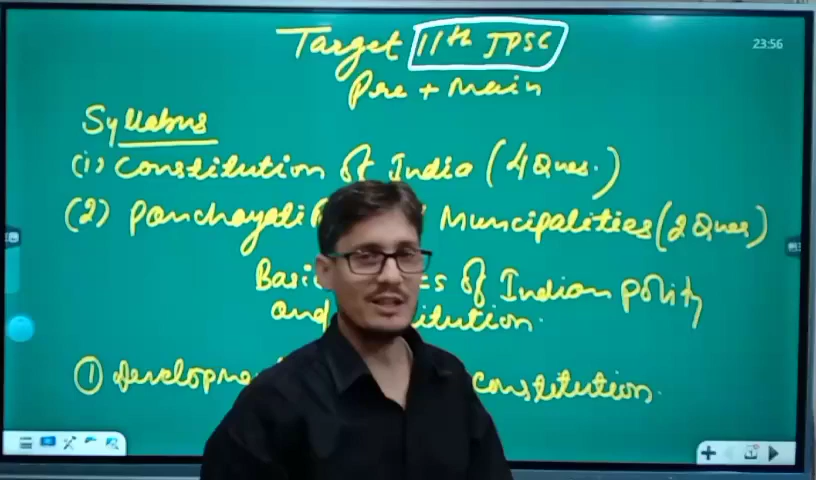 Target 11th JPSC
23:56
Pre + Main
Syllabus
(1) Constitution of India (4 Ques.)
(2) Panchayati Muncipalities (2 Ques)
of Indian polity
and
① constitution.